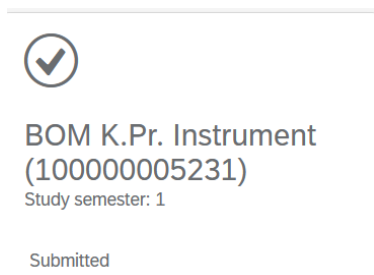 BOM K.Pr. Instrument
(100000005231)
Study semester: 1
Submitted